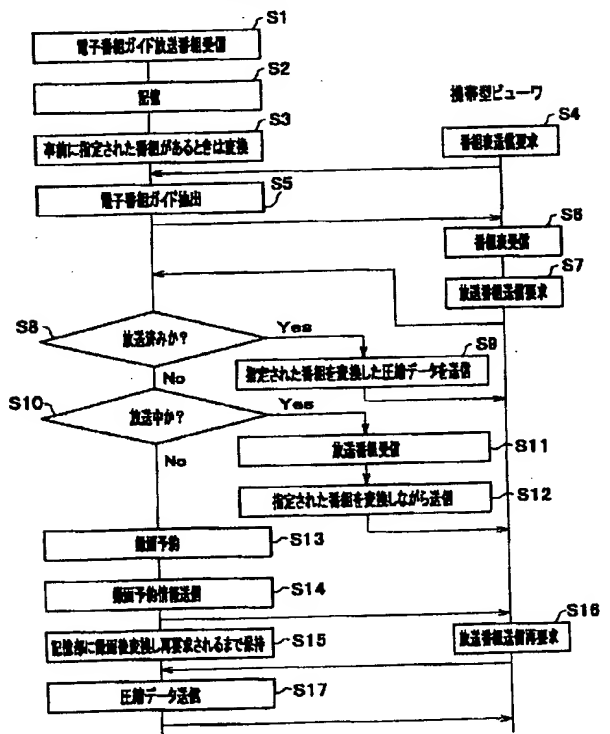 S1
電子番組ガイド放送番組受信
S2
記憶
携帯型ビューワ
S3
事前に指定された番組があるときは変換
S4
番組表送信要求
S5
電子番組ガイド抽出
S6
番組表受信
S7
放送番組送信要求
S8
放送済みか?
Yes
S9
指定された番組を変換した圧縮データを送信
No
S10
放送中か?
Yes
S11
放送番組受信
No
S12
指定された番組を変換しながら送信
録画予約
S13
録画予約情報送信
S14
S16
記憶部に録画後変換し再要求されるまで保持
S15
放送番組送信再要求
圧縮データ送信
S17